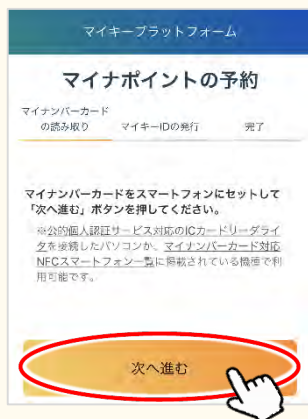 マイキープラットフォーム
マイナポイントの予約
マイナンバーカード
の読み取り マイキーIDの発行 完了
マイナンバーカードをスマートフォンにセットして
「次へ進む」ボタンを押してください。
※公的個人認証サービス対応のICカードリーダライ
タを接続したパソコンか、マイナンバーカード対応
NFCスマートフォン一覧に掲載されている機種で利
用可能です。
次へ進む